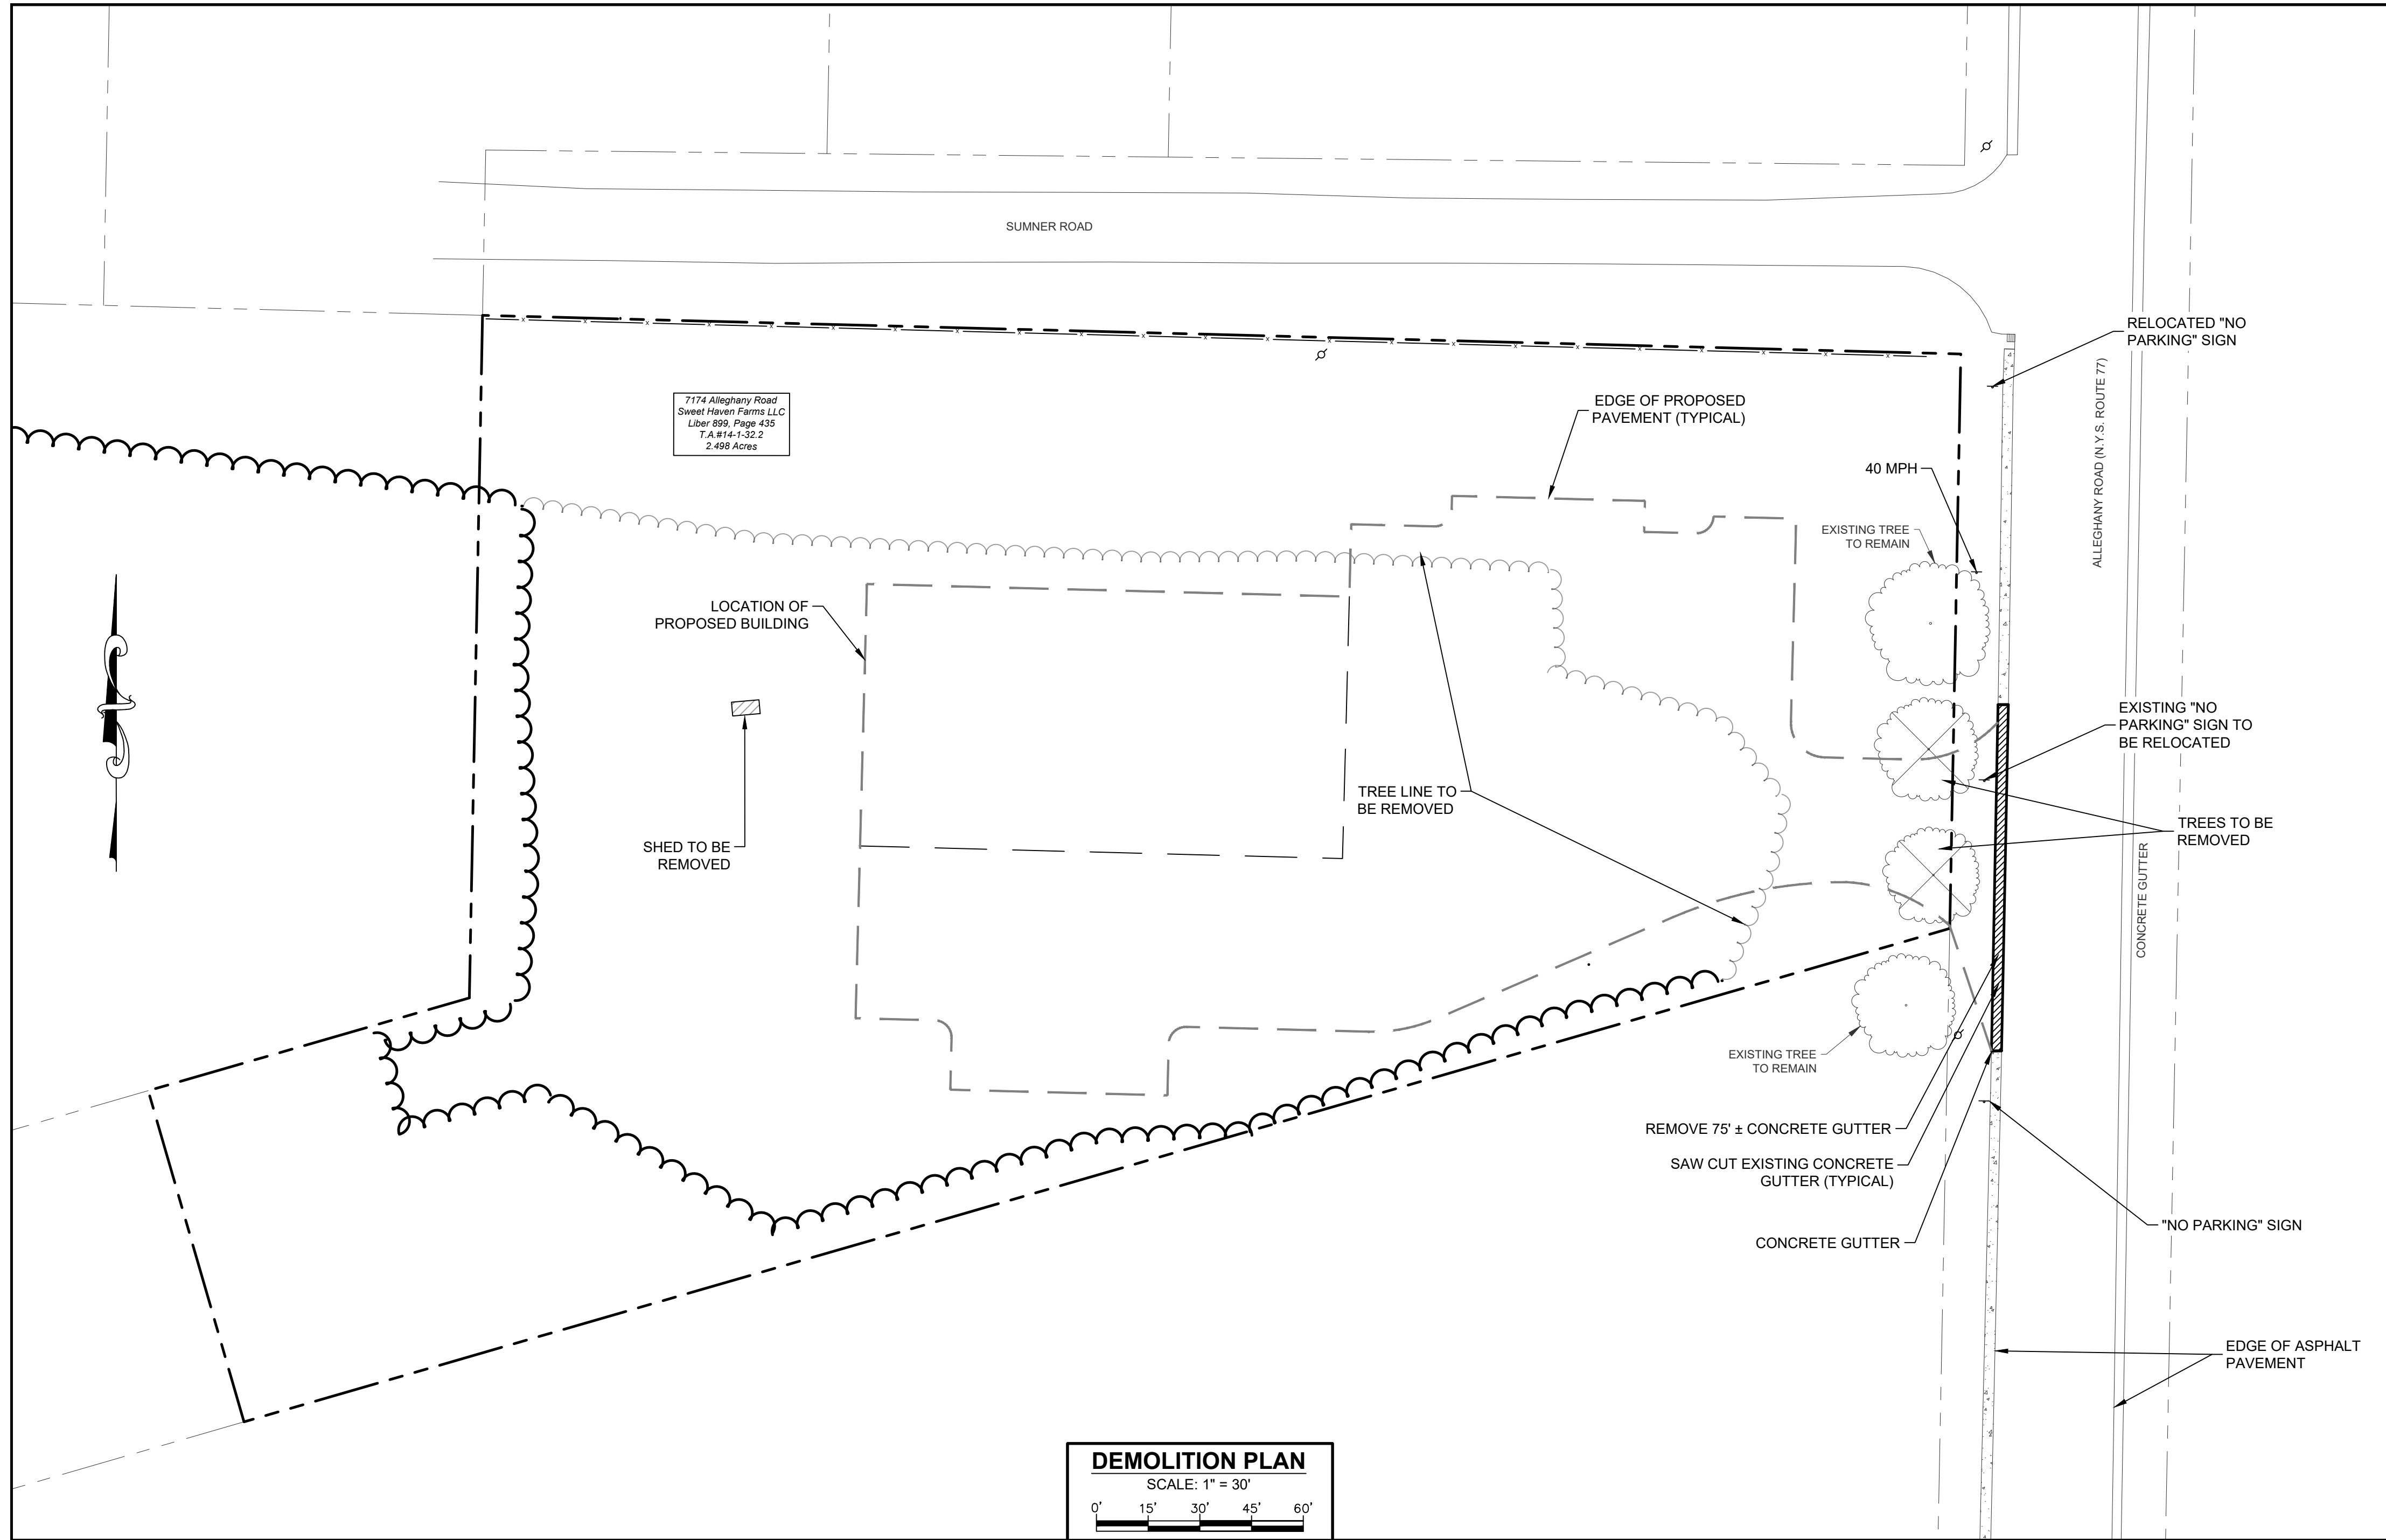 SUMNER ROAD
RELOCATED "NO
PARKING" SIGN
ALLEGHANY ROAD (N.Y.S. ROUTE 77)
7174 Alleghany Road
Sweet Haven Farms LLC
Liber 899, Page 435
T.A.#14-1-32.2
2.498 Acres
EDGE OF PROPOSED
PAVEMENT (TYPICAL)
40 MPH
EXISTING TREE
TO REMAIN
LOCATION OF
PROPOSED BUILDING
EXISTING "NO
PARKING" SIGN TO
BE RELOCATED
TREE LINE TO
BE REMOVED
TREES TO BE
REMOVED
SHED TO BE
REMOVED
CONCRETE GUTTER
EXISTING TREE
TO REMAIN
REMOVE 75' ± CONCRETE GUTTER
SAW CUT EXISTING CONCRETE
GUTTER (TYPICAL)
"NO PARKING" SIGN
CONCRETE GUTTER
EDGE OF ASPHALT
PAVEMENT
DEMOLITION PLAN
SCALE: 1" = 30'
0' 15' 30' 45' 60'